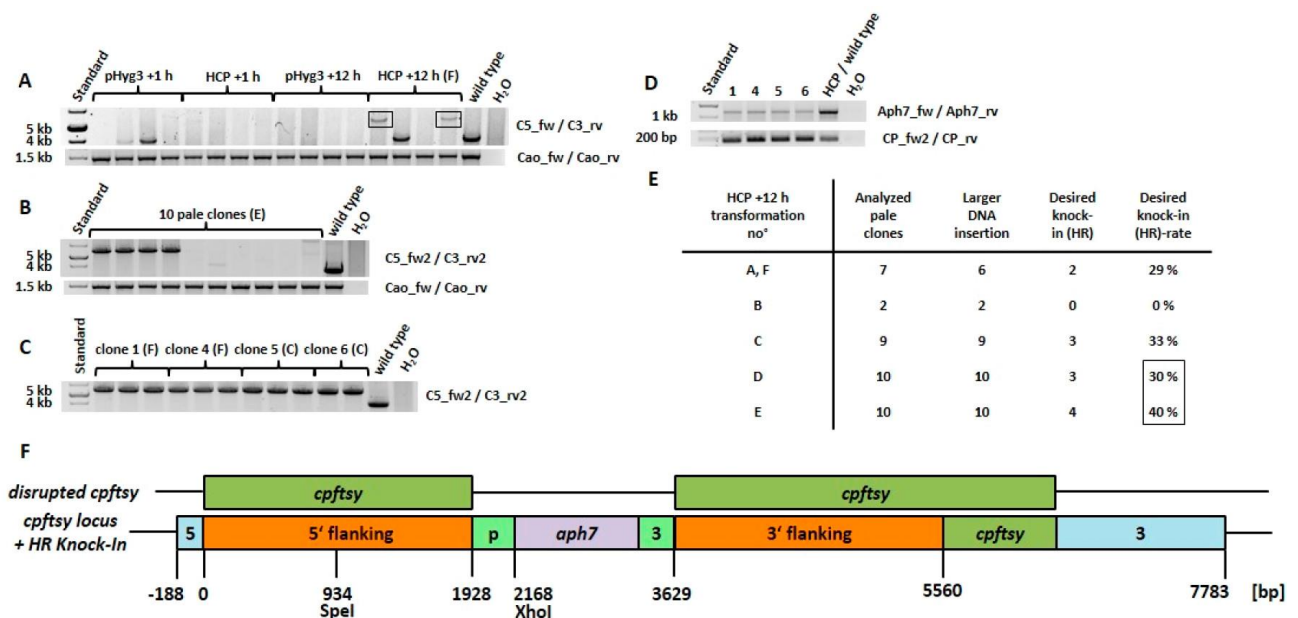 A
Standard
pHyg3 +1 h
HCP +1 h
pHyg3 +12 h
HCP +12 h (F)
wild type
H2O
5 kb
4 kb
1.5 kb
C5_fw / C3_rv
Cao_fw / Cao_rv
B
Standard
10 pale clones (E)
wild type
H2O
5 kb
4 kb
1.5 kb
C5_fw2 / C3_rv2
Cao_fw / Cao_rv
C
Standard
clone 1 (F) clone 4 (F) clone 5 (C) clone 6 (C)
wild type
H2O
5 kb
4 kb
C5_fw2 / C3_rv2
D
Standard
1 4 5 6
HCP / wild type
H2O
1 kb
200 bp
Aph7_fw / Aph7_rv
CP_fw2 / CP_rv
E
HCP +12 h transformation n°
Analyzed pale clones
Larger DNA insertion
Desired knock-in (HR)
Desired knock-in (HR)-rate
A, F 7 6 2 29 %
B 2 2 0 0 %
C 9 9 3 33 %
D 10 10 3 30 %
E 10 10 4 40 %
F
disrupted cpftsy
cpftsy
cpftsy
cpftsy locus
+ HR Knock-In
5 5‘ flanking p aph7 3 3‘ flanking cpftsy 3
-188 0 934 1928 2168 3629 5560 7783 [bp]
SpeI XhoI